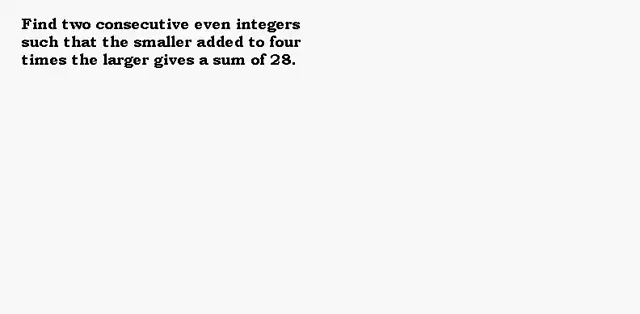 Find two consecutive even integers
such that the smaller added to four
times the larger gives a sum of 28.